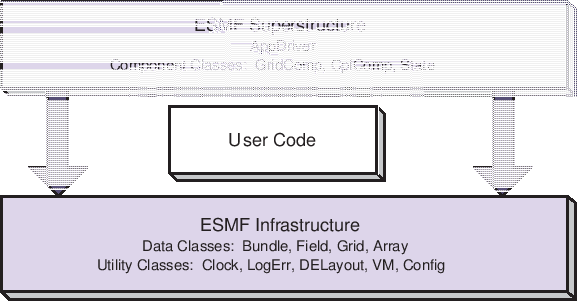 ESMF Superstructure
AppDriver
Component Classes: GridComp, CplComp, State
User Code
ESMF Infrastructure
Data Classes: Bundle, Field, Grid, Array
Utility Classes: Clock, LogErr, DELayout, VM, Config